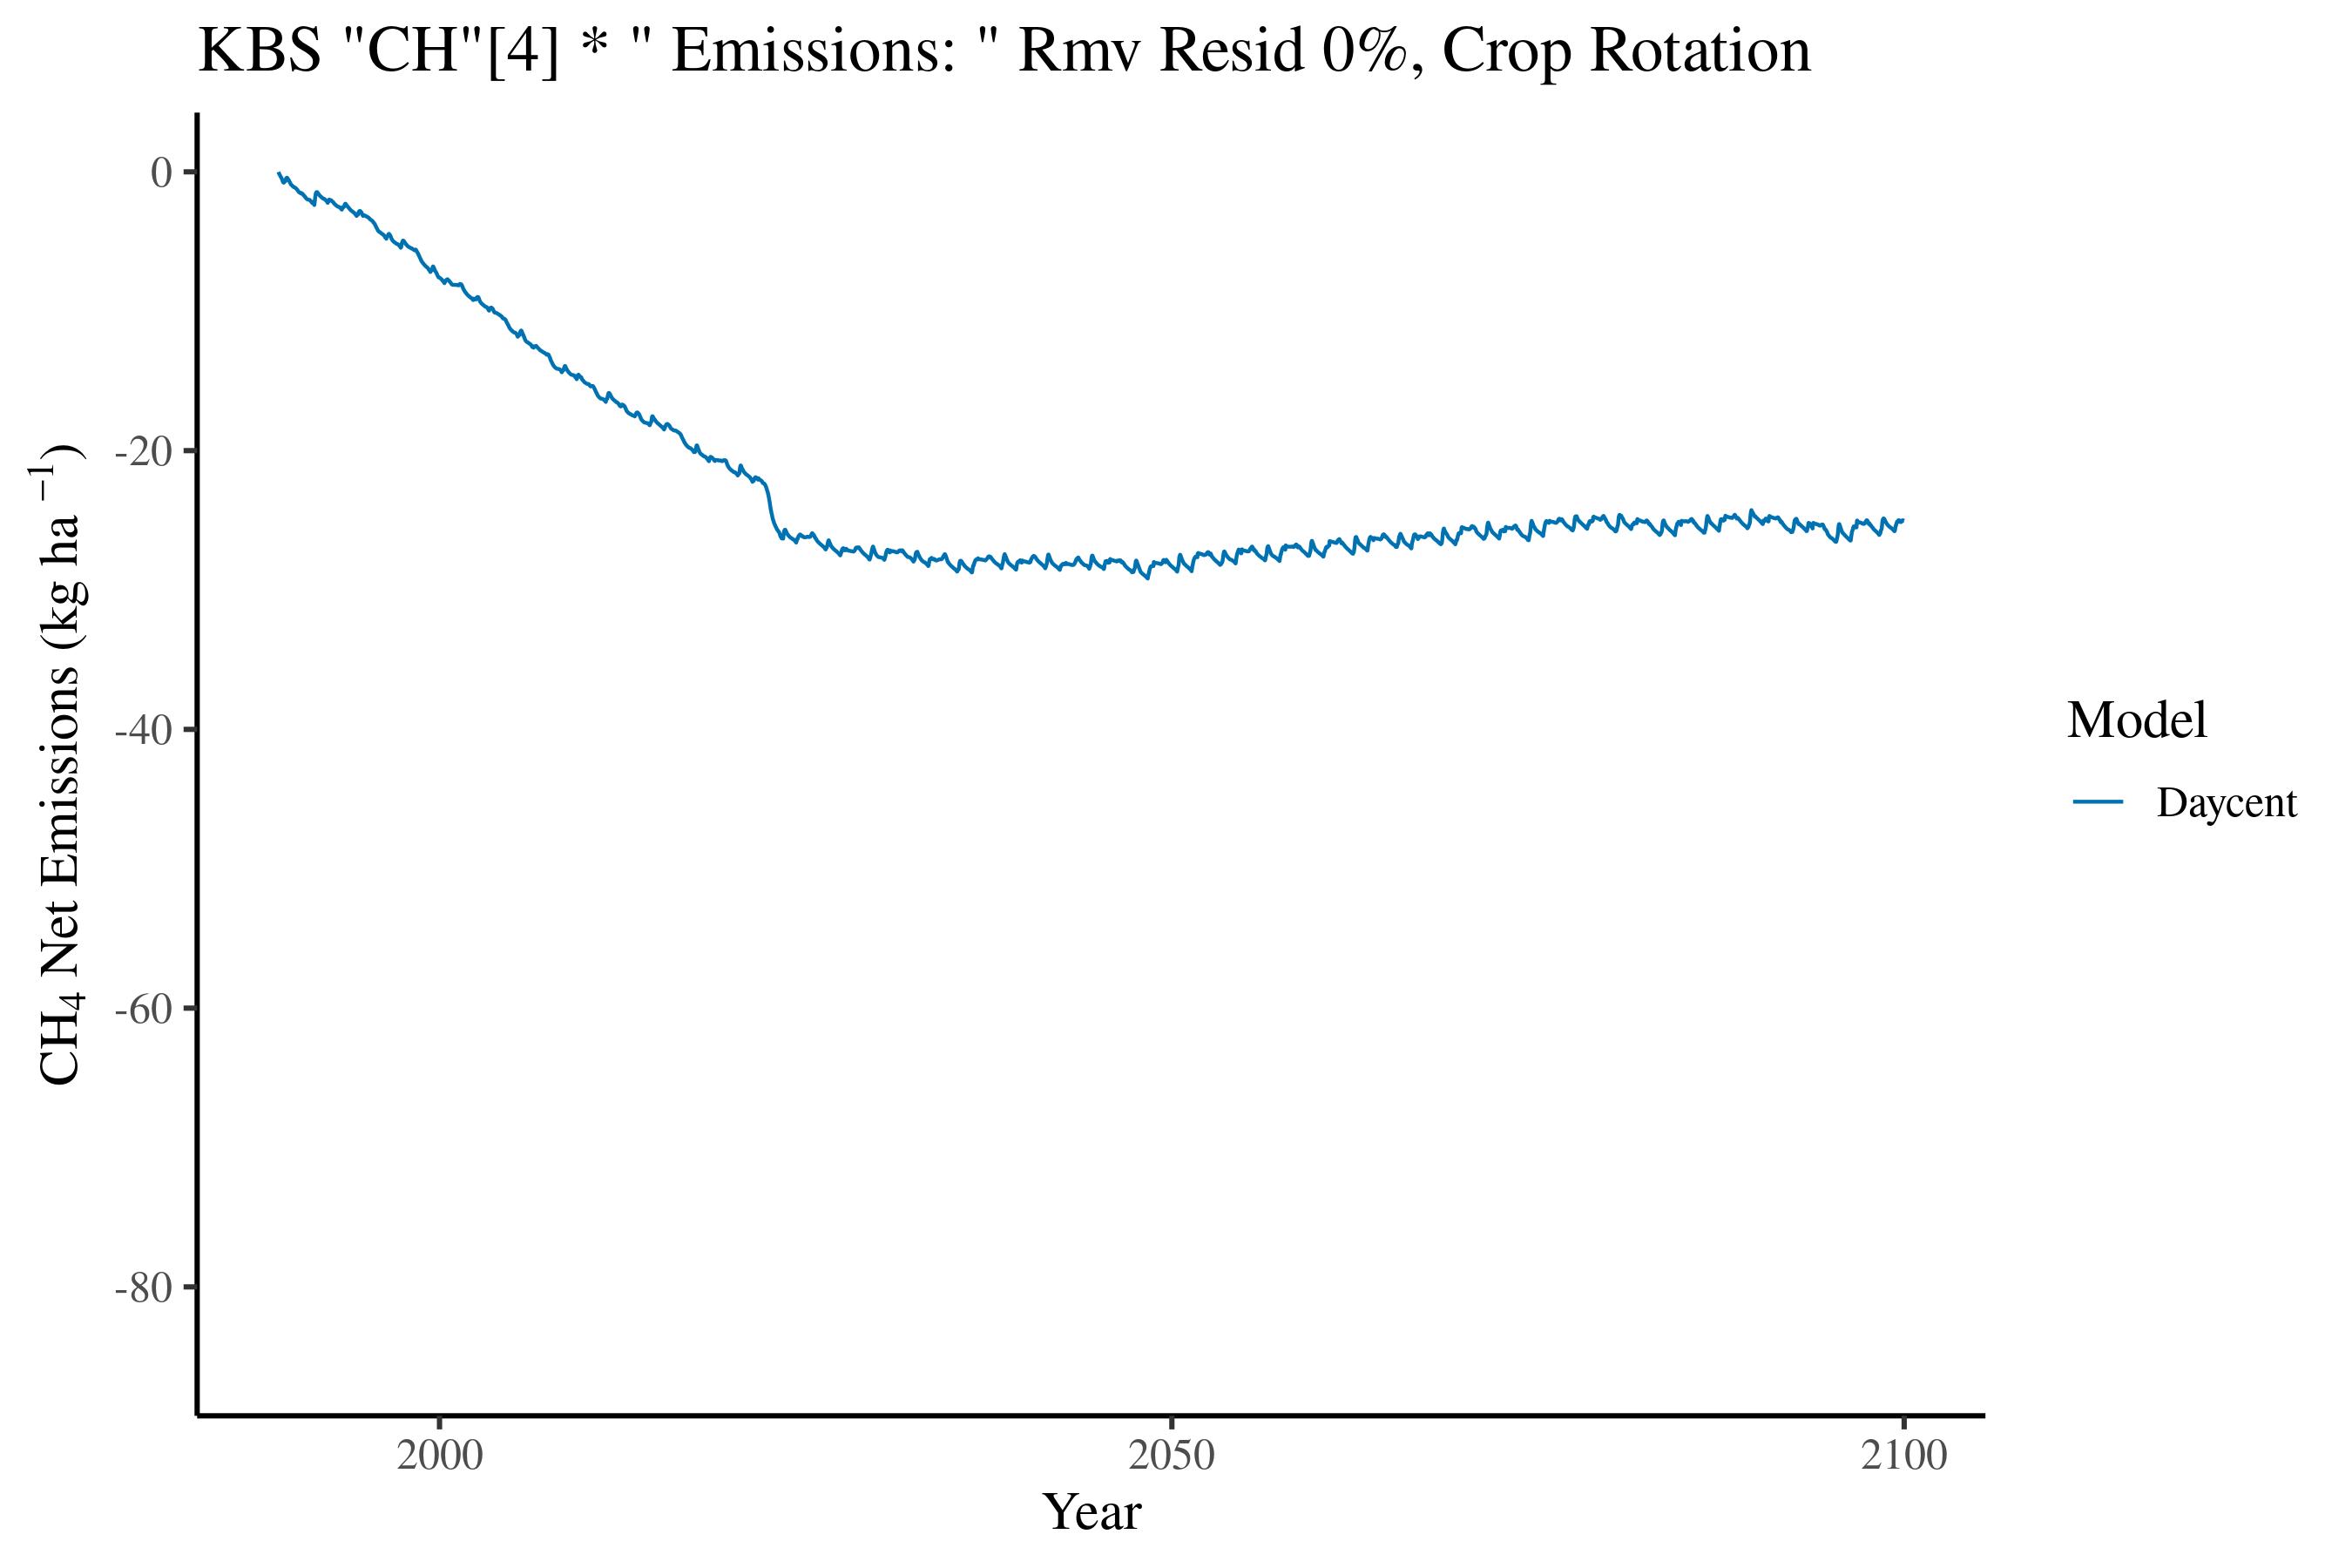 KBS "CH"[4] * " Emissions: " Rmv Resid 0%, Crop Rotation
CH₄ Net Emissions (kg ha ⁻¹)
0
-20
-40
-60
-80
2000 2050 2100
Year
Model
Daycent